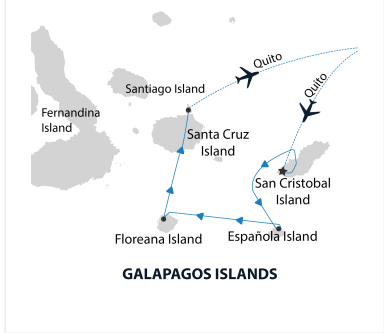 Quito
Quito
Santiago Island
Fernandina
Island
Santa Cruz
Island
San Cristobal
Island
Floreana Island
Española Island
GALAPAGOS ISLANDS